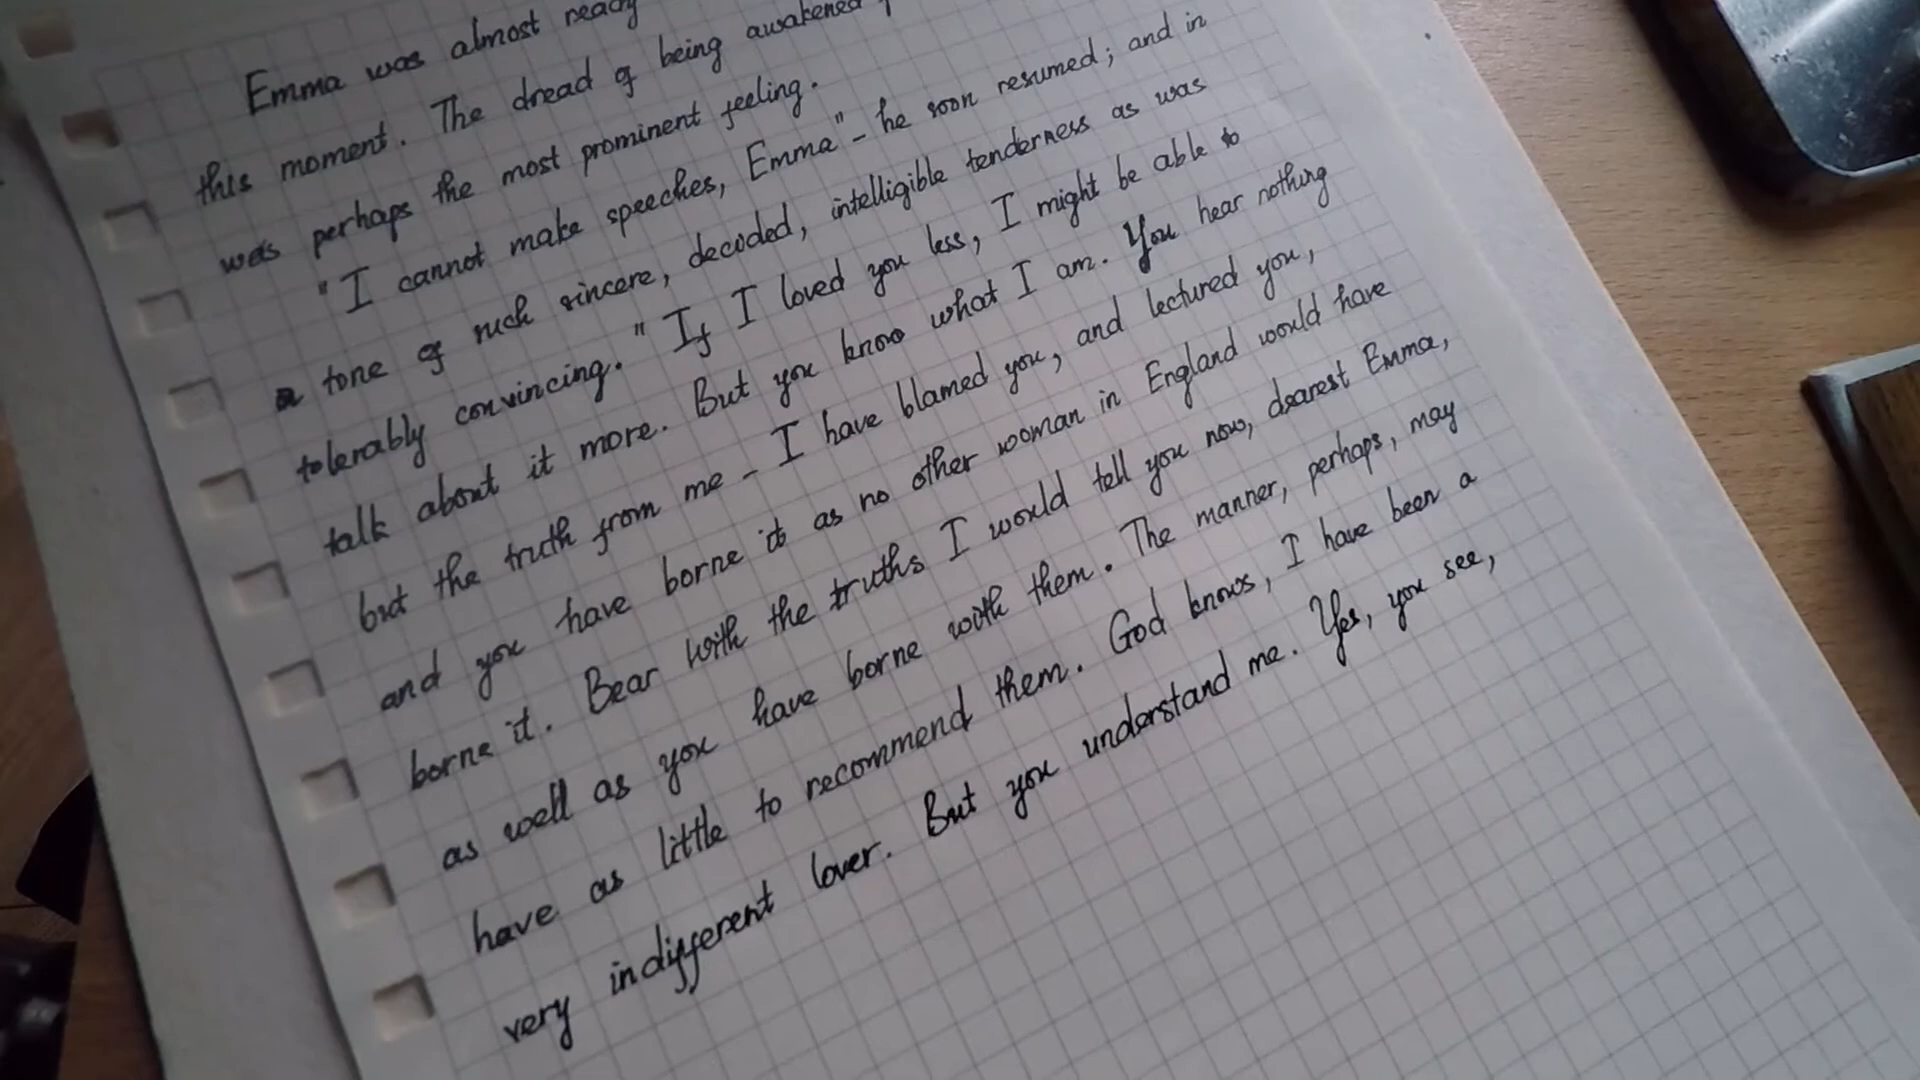 Emma was almost ready
this moment. The dread of being awakened
was perhaps the most prominent feeling.
"I cannot make speeches, Emma" - he soon resumed; and in
a tone of such sincere, decided, intelligible tenderness as was
tolerably convincing. "If I loved you less, I might be able to
talk about it more. But you know what I am. You hear nothing
but the truth from me - I have blamed you, and lectured you,
and you have borne it as no other woman in England would have
borne it. Bear with the truths I would tell you now, dearest Emma,
as well as you have borne with them. The manner, perhaps, may
have as little to recommend them. God knows, I have been a
very indifferent lover. But you understand me. Yes, you see,